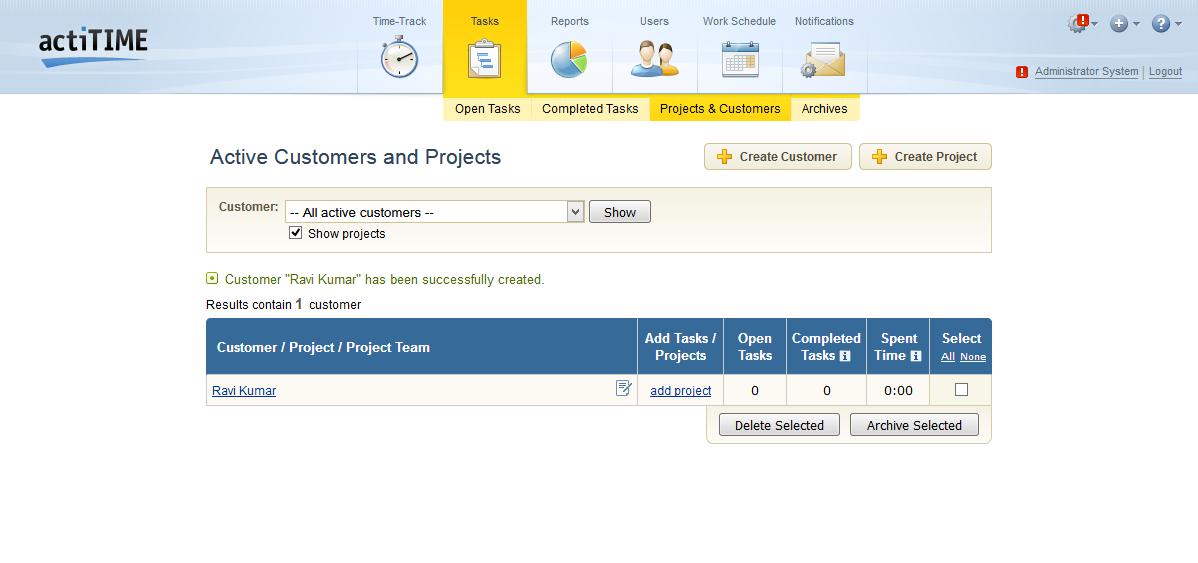 actiTIME
Time-Track Tasks Reports Users Work Schedule Notifications
Administrator System Logout
Open Tasks Completed Tasks Projects & Customers Archives
Active Customers and Projects Create Customer Create Project
Customer: -- All active customers -- Show
Show projects
Customer "Ravi Kumar" has been successfully created.
Results contain 1 customer
Customer / Project / Project Team Add Tasks / Projects Open Tasks Completed Tasks Spent Time Select All None
Ravi Kumar add project 0 0 0:00
Delete Selected Archive Selected